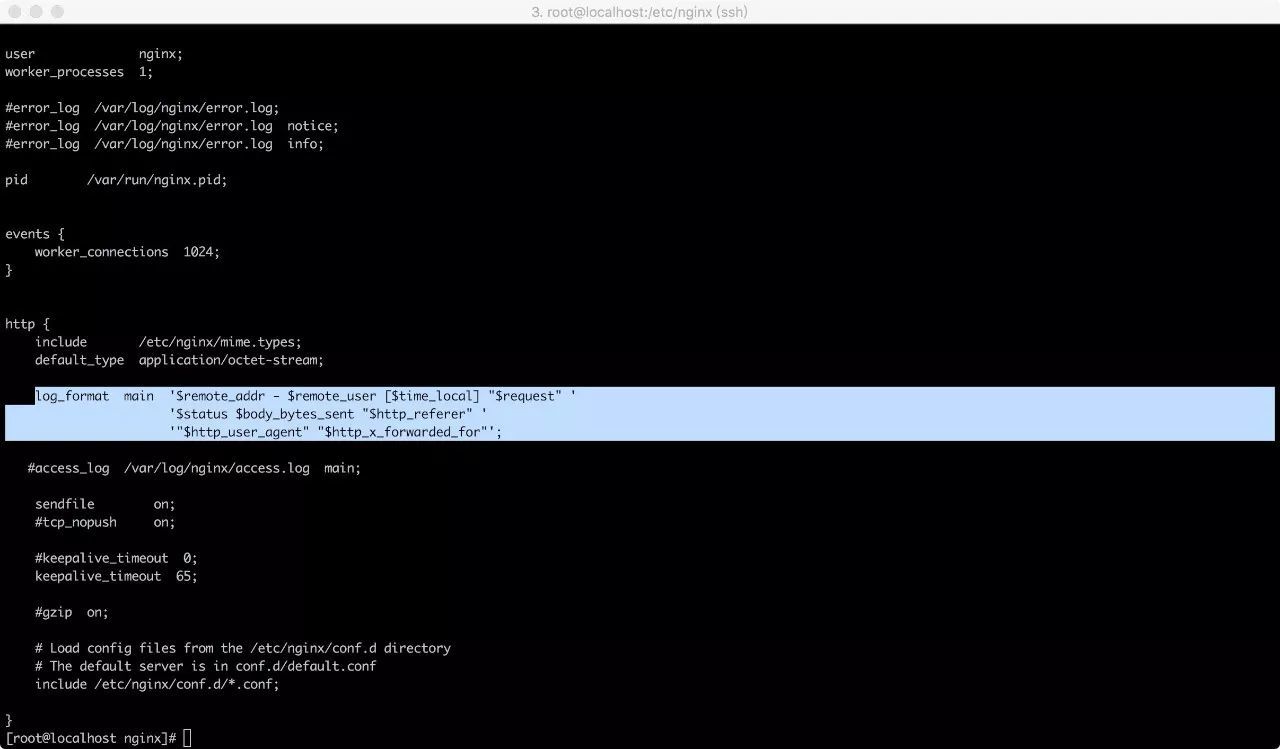 3. root@localhost:/etc/nginx (ssh)
user              nginx;
worker_processes  1;
#error_log  /var/log/nginx/error.log;
#error_log  /var/log/nginx/error.log  notice;
#error_log  /var/log/nginx/error.log  info;
pid        /var/run/nginx.pid;
events {
    worker_connections  1024;
}
http {
    include       /etc/nginx/mime.types;
    default_type  application/octet-stream;
    log_format  main  '$remote_addr - $remote_user [$time_local] "$request" '
                      '$status $body_bytes_sent "$http_referer" '
                      '"$http_user_agent" "$http_x_forwarded_for"';
   #access_log  /var/log/nginx/access.log  main;
    sendfile        on;
    #tcp_nopush     on;
    #keepalive_timeout  0;
    keepalive_timeout  65;
    #gzip  on;
    # Load config files from the /etc/nginx/conf.d directory
    # The default server is in conf.d/default.conf
    include /etc/nginx/conf.d/*.conf;
}
[root@localhost nginx]#